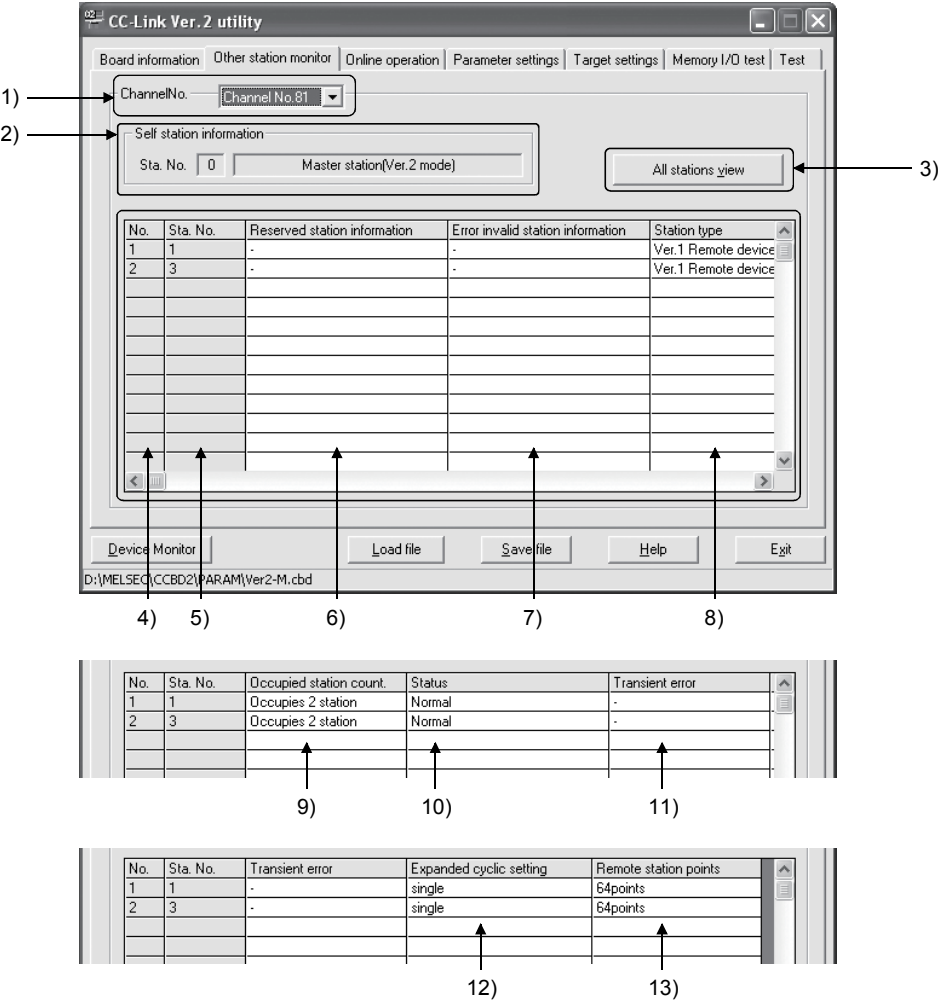 CC-Link Ver.2 utility
Board information Other station monitor Online operation Parameter settings Target settings Memory I/O test Test
1) ChannelNo. Channel No.81
2) Self station information
Sta. No. 0 Master station(Ver.2 mode) All stations view 3)
No. Sta. No. Reserved station information Error invalid station information Station type
1 1 - - Ver.1 Remote device
2 3 - - Ver.1 Remote device
Device Monitor Load file Save file Help Exit
D:\MELSEC\CCBD2\PARAM\Ver2-M.cbd
4) 5) 6) 7) 8)
No. Sta. No. Occupied station count. Status Transient error
1 1 Occupies 2 station Normal -
2 3 Occupies 2 station Normal -
9) 10) 11)
No. Sta. No. Transient error Expanded cyclic setting Remote station points
1 1 - single 64points
2 3 - single 64points
12) 13)